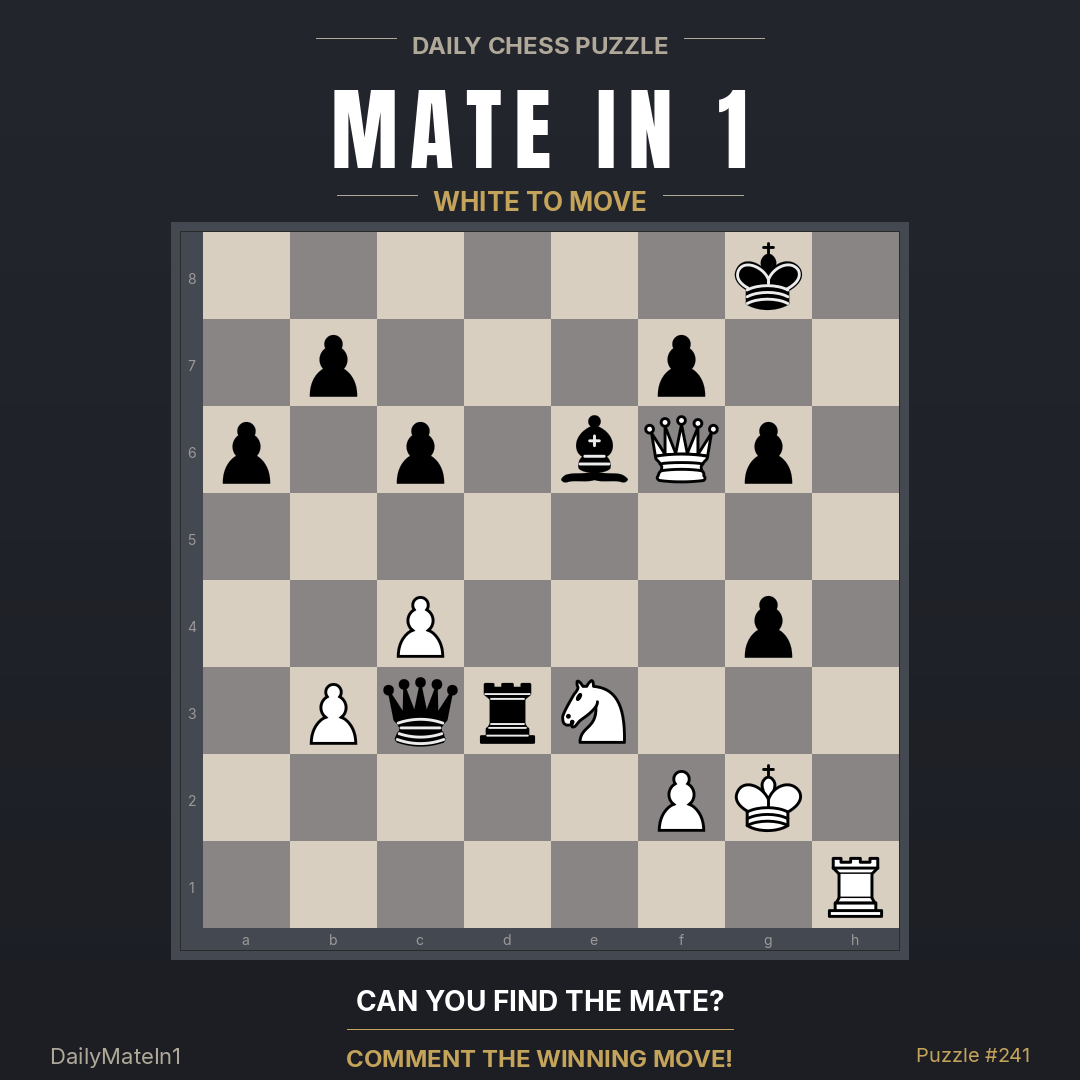 DAILY CHESS PUZZLE
MATE IN 1
WHITE TO MOVE
8
7
6
5
4
3
2
1
a b c d e f g h
CAN YOU FIND THE MATE?
COMMENT THE WINNING MOVE!
DailyMateIn1
Puzzle #241